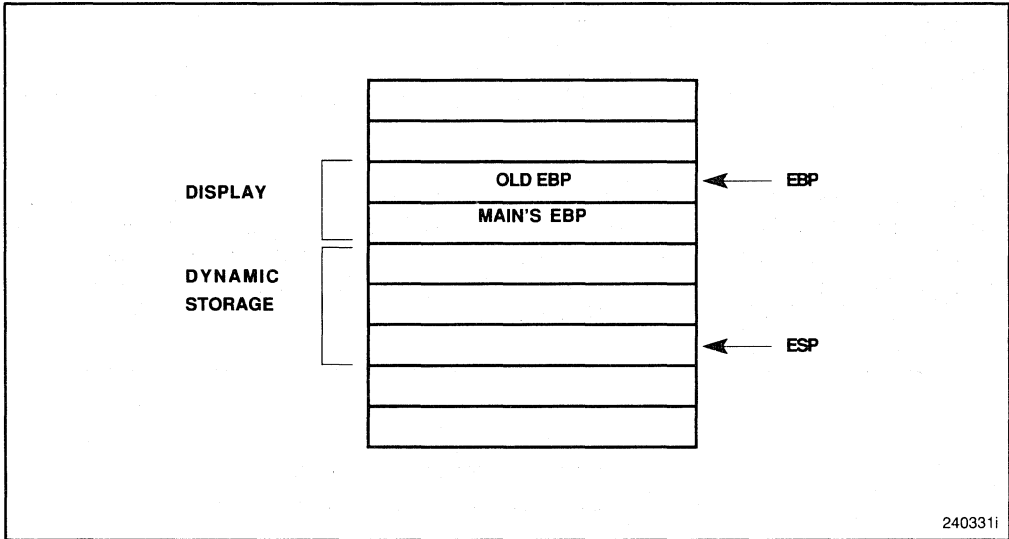 OLD EBP
EBP
DISPLAY
MAIN'S EBP
DYNAMIC
STORAGE
ESP
240331i